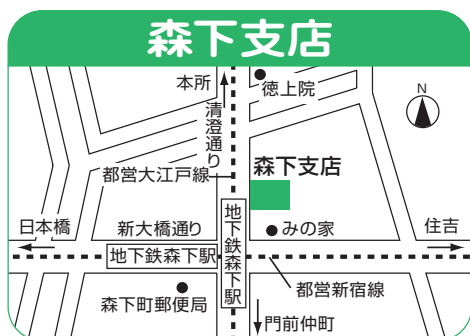 森下支店
本所
徳上院
N
清澄通り
都営大江戸線
森下支店
日本橋
新大橋通り
みの家
住吉
地下鉄森下駅
地下鉄森下駅
都営新宿線
森下町郵便局
門前仲町